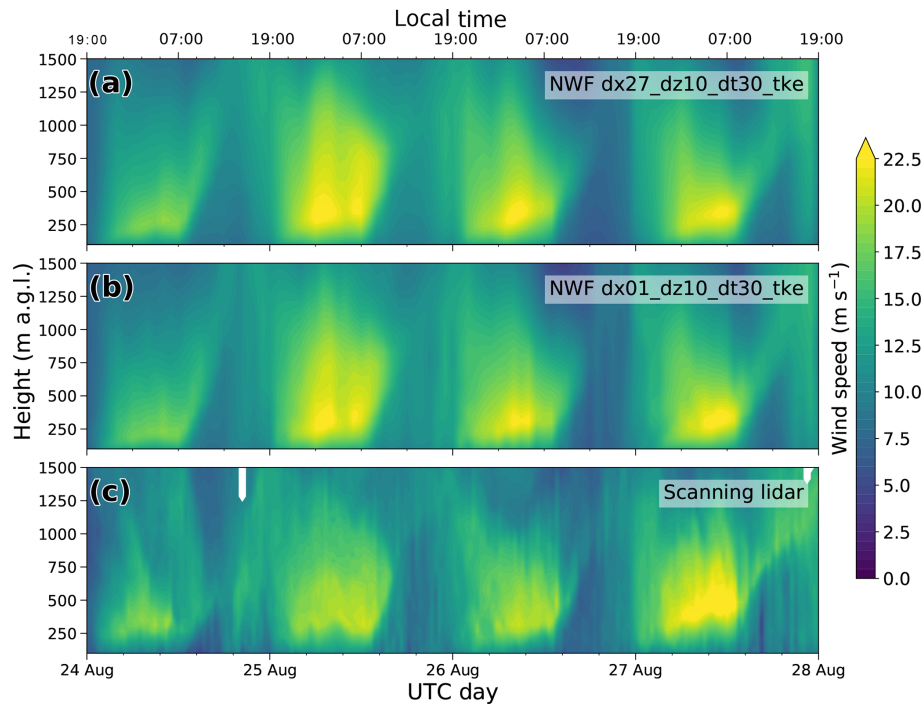 Local time
19:00 07:00 19:00 07:00 19:00 07:00 19:00 07:00 19:00
(a)
NWF dx27_dz10_dt30_tke
1500
1250
1000
750
500
250
(b)
NWF dx01_dz10_dt30_tke
1500
1250
1000
750
500
250
(c)
Scanning lidar
1500
1250
1000
750
500
250
Height (m a.g.l.)
24 Aug 25 Aug 26 Aug 27 Aug 28 Aug
UTC day
22.5
20.0
17.5
15.0
12.5
10.0
7.5
5.0
2.5
0.0
Wind speed (m s⁻¹)